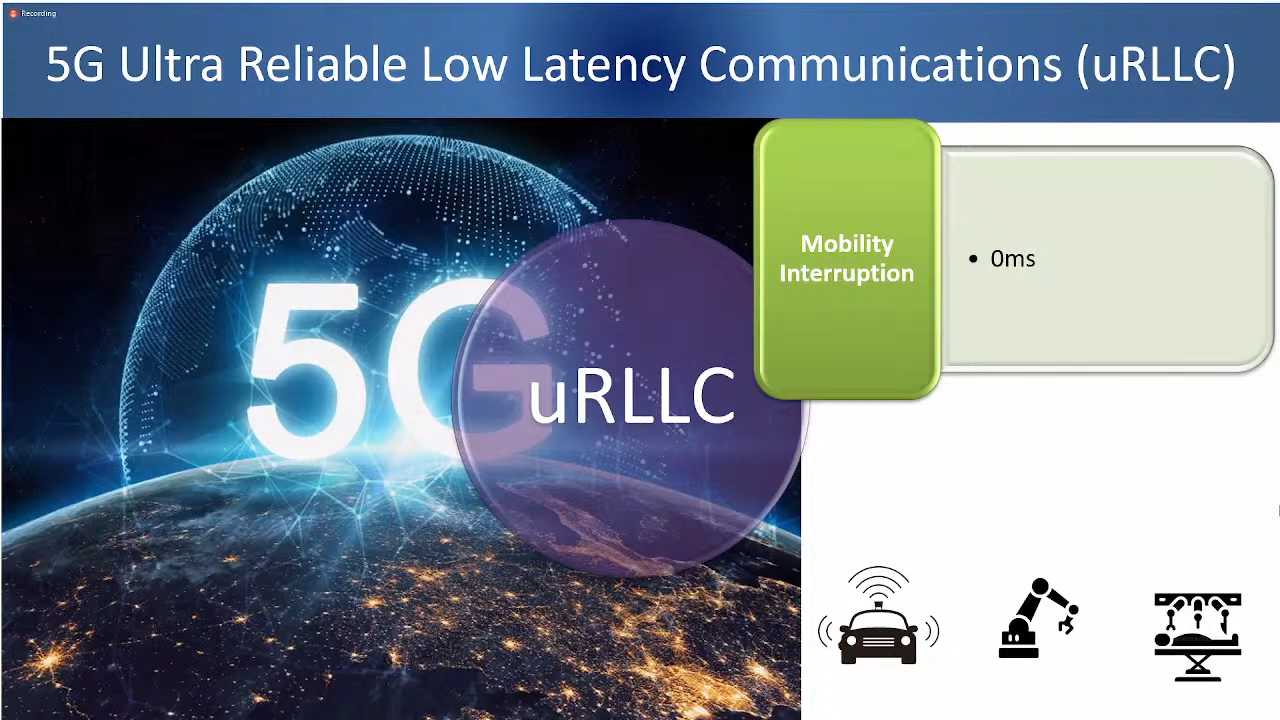 Recording
5G Ultra Reliable Low Latency Communications (uRLLC)
5G
uRLLC
Mobility
Interruption
• 0ms